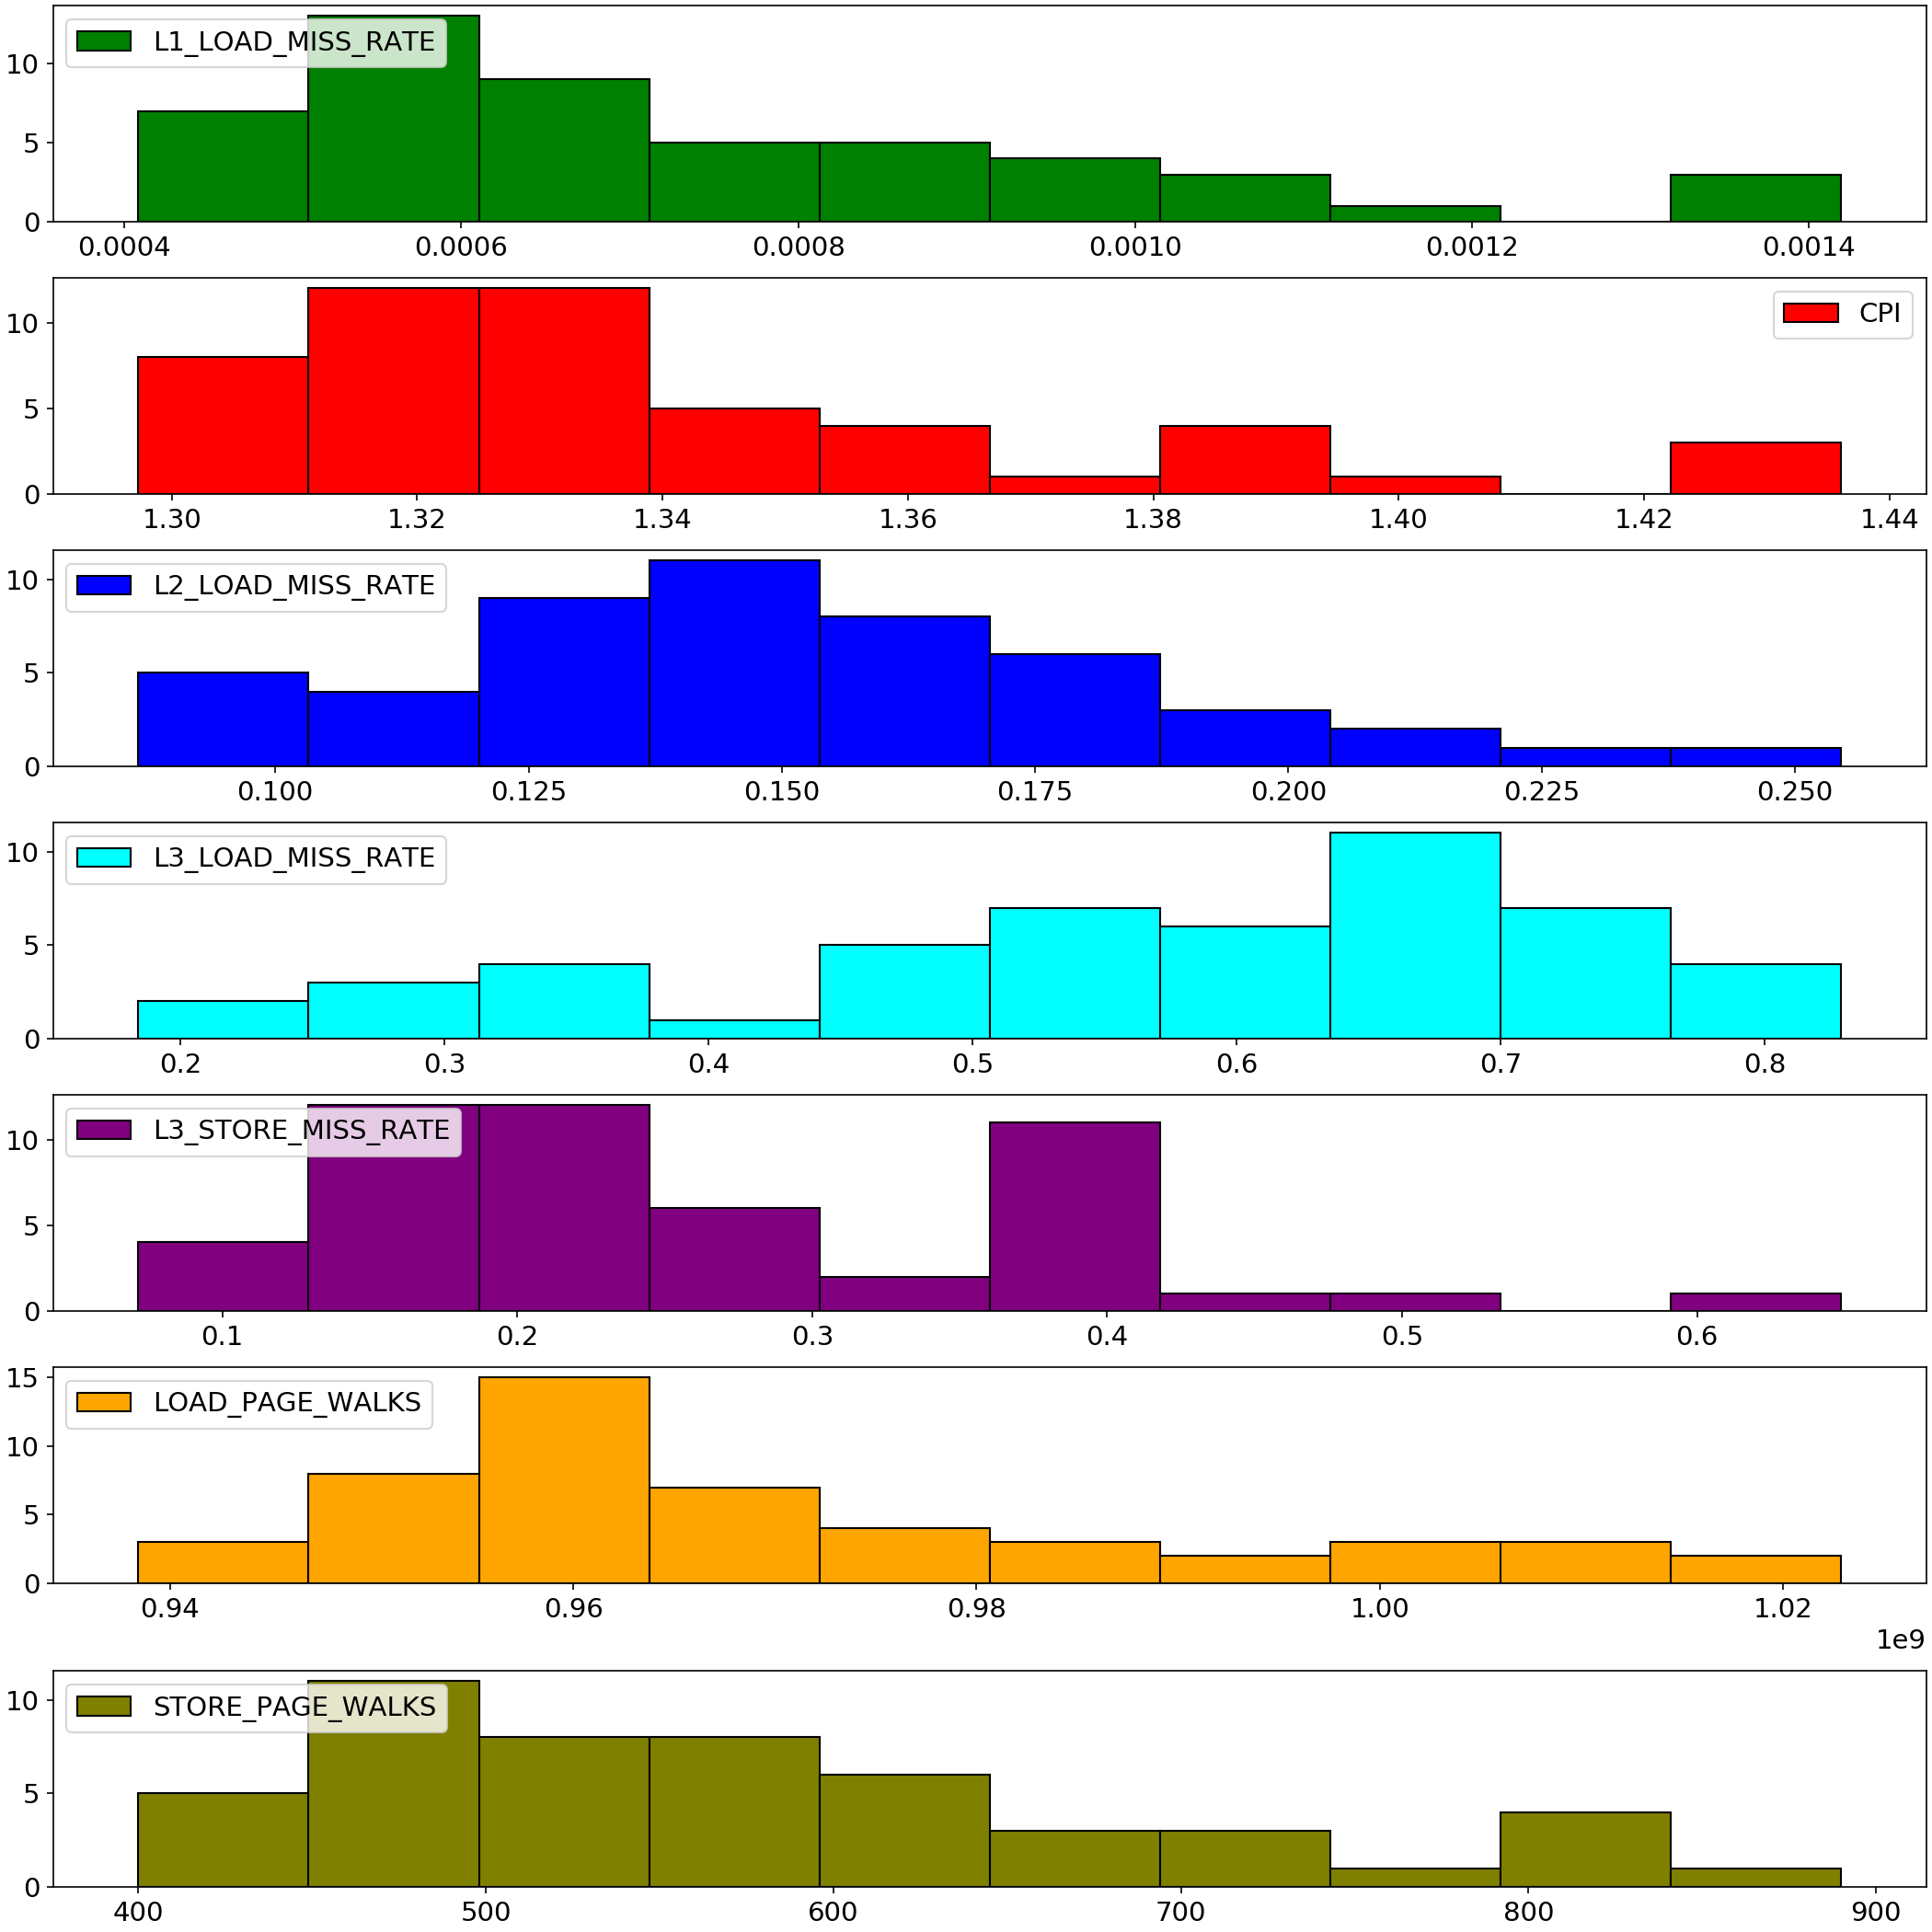 L1_LOAD_MISS_RATE
10
5
0
0.0004 0.0006 0.0008 0.0010 0.0012 0.0014
CPI
10
5
0
1.30 1.32 1.34 1.36 1.38 1.40 1.42 1.44
L2_LOAD_MISS_RATE
10
5
0
0.100 0.125 0.150 0.175 0.200 0.225 0.250
L3_LOAD_MISS_RATE
10
5
0
0.2 0.3 0.4 0.5 0.6 0.7 0.8
L3_STORE_MISS_RATE
10
5
0
0.1 0.2 0.3 0.4 0.5 0.6
15
LOAD_PAGE_WALKS
10
5
0
0.94 0.96 0.98 1.00 1.02
1e9
STORE_PAGE_WALKS
10
5
0
400 500 600 700 800 900